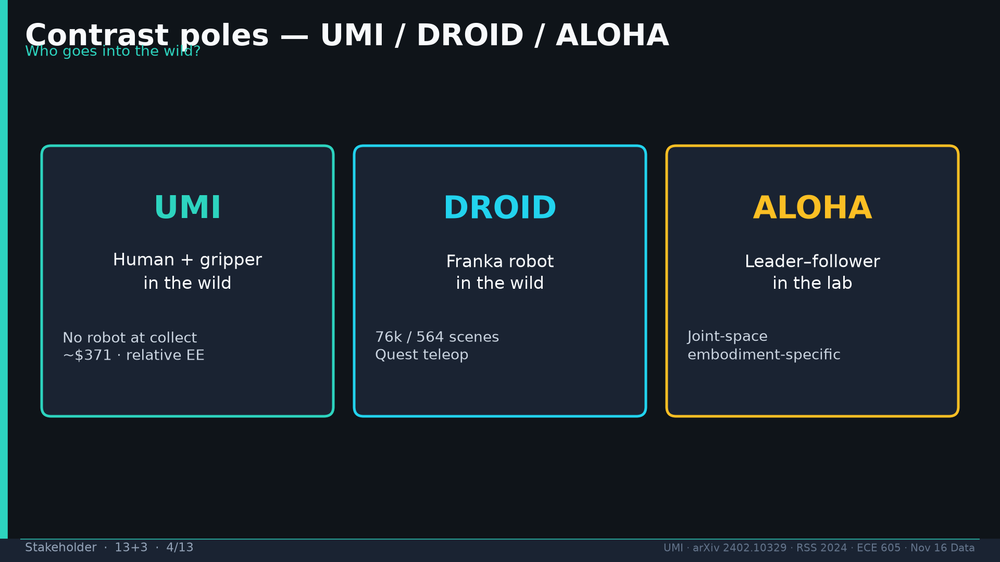 Contrast poles — UMI / DROID / ALOHA
Who goes into the wild?
UMI
Human + gripper
in the wild
No robot at collect
~$371 · relative EE
DROID
Franka robot
in the wild
76k / 564 scenes
Quest teleop
ALOHA
Leader–follower
in the lab
Joint-space
embodiment-specific
Stakeholder · 13+3 · 4/13
UMI · arXiv 2402.10329 · RSS 2024 · ECE 605 · Nov 16 Data